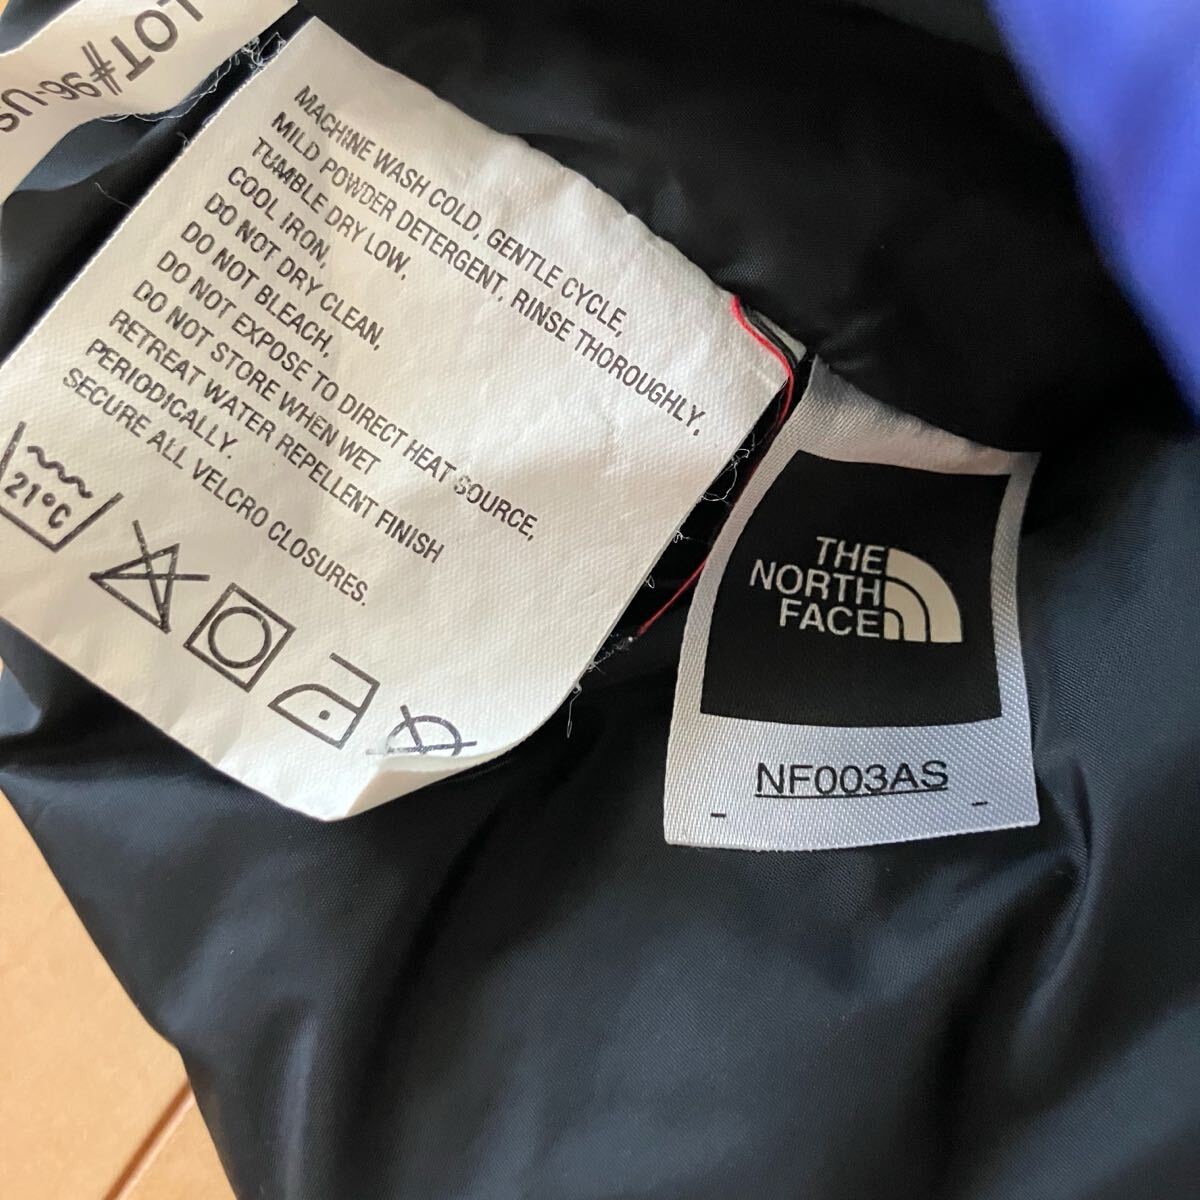 LOT#96-US
MACHINE WASH COLD, GENTLE CYCLE,
MILD POWDER DETERGENT, RINSE THOROUGHLY,
TUMBLE DRY LOW,
COOL IRON,
DO NOT DRY CLEAN,
DO NOT BLEACH,
DO NOT EXPOSE TO DIRECT HEAT SOURCE,
DO NOT STORE WHEN WET
RETREAT WATER REPELLENT FINISH
PERIODICALLY.
SECURE ALL VELCRO CLOSURES.
21°C
THE
NORTH
FACE
NF003AS